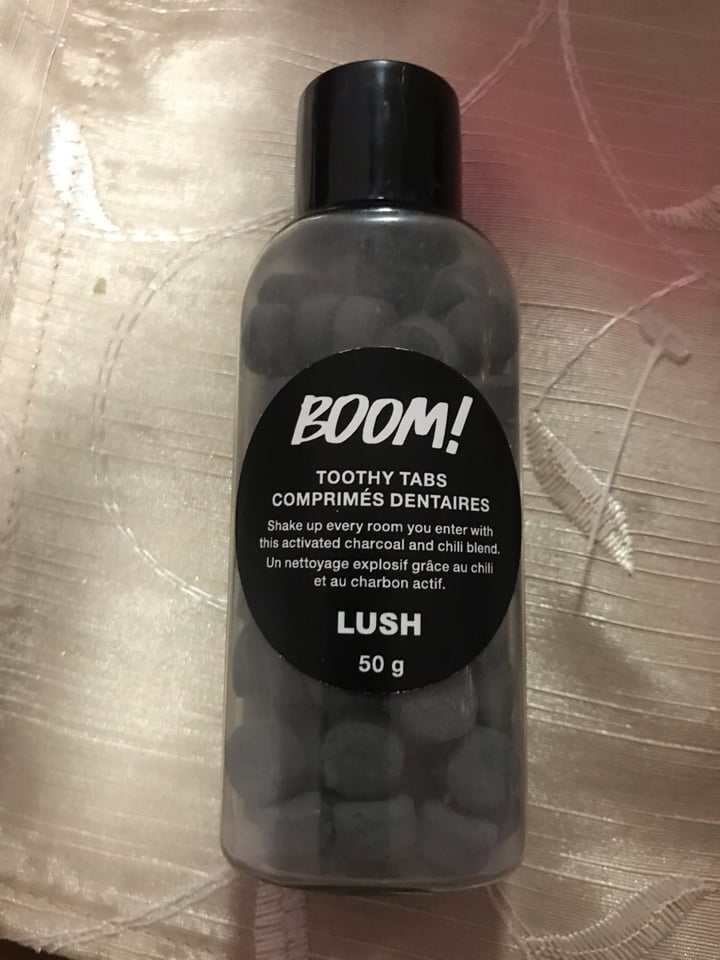 BOOM!
TOOTHY TABS
COMPRIMÉS DENTAIRES
Shake up every room you enter with
this activated charcoal and chili blend.
Un nettoyage explosif grâce au chili
et au charbon actif.
LUSH
50 g